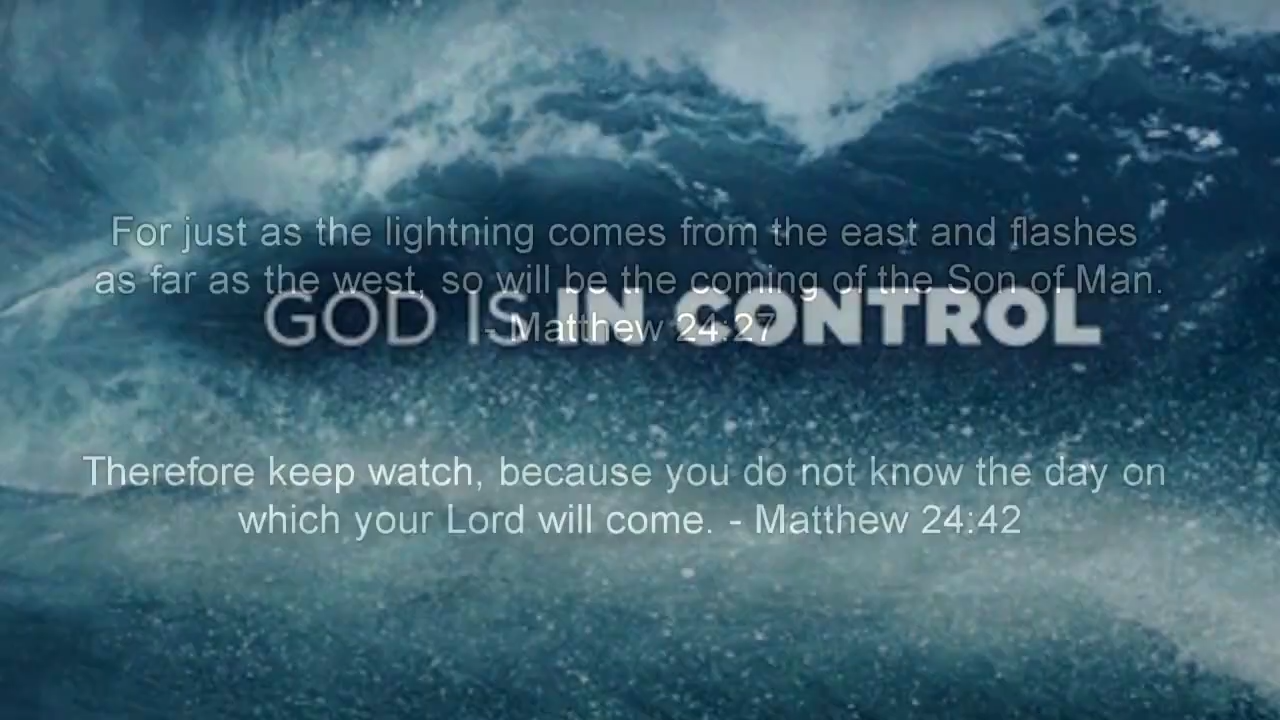 For just as the lightning comes from the east and flashes
as far as the west, so will be the coming of the Son of Man.
GOD IS IN CONTROL
- Matthew 24:27
Therefore keep watch, because you do not know the day on
which your Lord will come. - Matthew 24:42